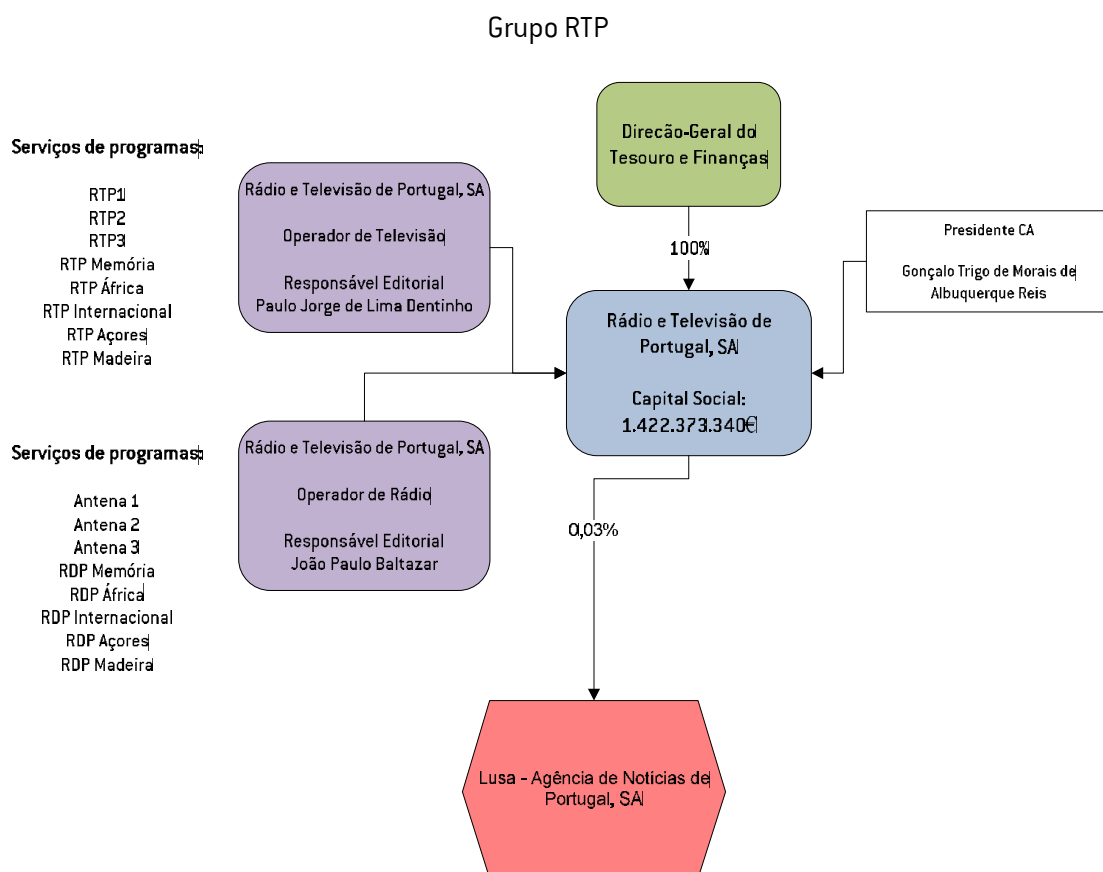 Grupo RTP
Direcão-Geral do
Tesouro e Finanças
100%
Serviços de programas:
RTP1
RTP2
RTP3
RTP Memória
RTP África
RTP Internacional
RTP Açores
RTP Madeira
Rádio e Televisão de Portugal, SA
Operador de Televisão
Responsável Editorial
Paulo Jorge de Lima Dentinho
Presidente CA
Gonçalo Trigo de Morais de
Albuquerque Reis
Rádio e Televisão de
Portugal, SA
Capital Social:
1.422.373.340€
Serviços de programas:
Antena 1
Antena 2
Antena 3
RDP Memória
RDP África
RDP Internacional
RDP Açores
RDP Madeira
Rádio e Televisão de Portugal, SA
Operador de Rádio
Responsável Editorial
João Paulo Baltazar
0,03%
Lusa - Agência de Notícias de
Portugal, SA